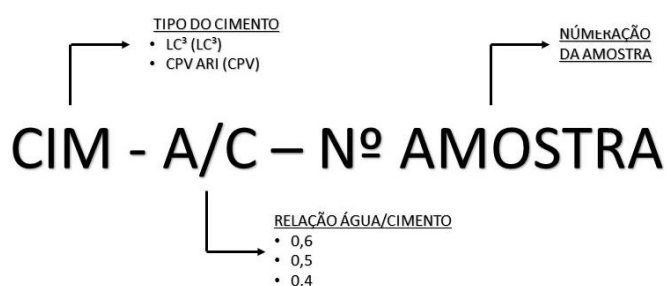 TIPO DO CIMENTO
• LC³ (LC³)
• CPV ARI (CPV)
NÚMERAÇÃO
DA AMOSTRA
CIM - A/C – Nº AMOSTRA
RELAÇÃO ÁGUA/CIMENTO
• 0,6
• 0,5
• 0,4